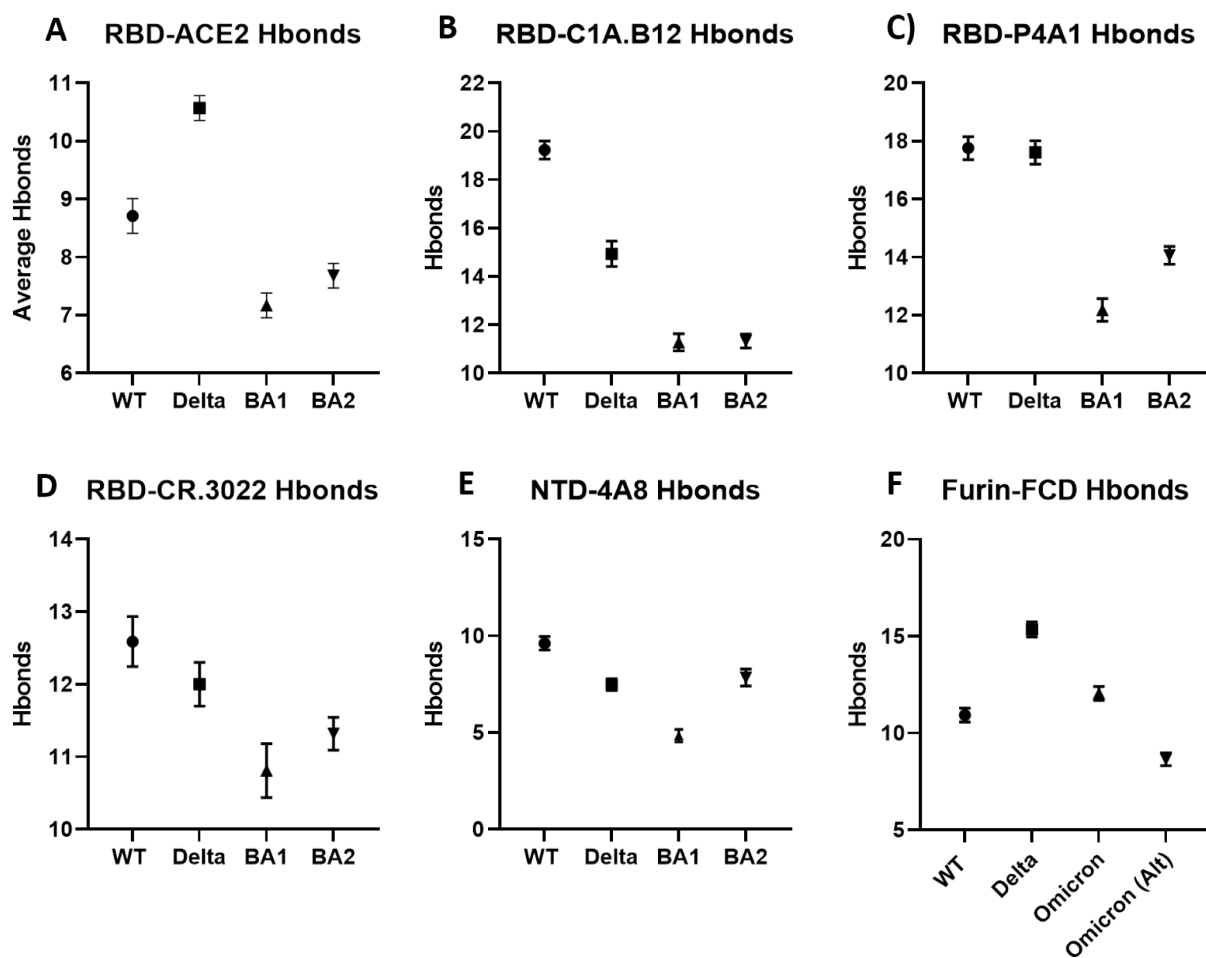 A RBD-ACE2 Hbonds
Average Hbonds
11
10
9
8
7
6
WT Delta BA1 BA2
B RBD-C1A.B12 Hbonds
Hbonds
22
20
18
16
14
12
10
WT Delta BA1 BA2
C) RBD-P4A1 Hbonds
Hbonds
20
18
16
14
12
10
WT Delta BA1 BA2
D RBD-CR.3022 Hbonds
Hbonds
14
13
12
11
10
WT Delta BA1 BA2
E NTD-4A8 Hbonds
Hbonds
15
10
5
0
WT Delta BA1 BA2
F Furin-FCD Hbonds
Hbonds
20
15
10
5
WT
Delta
Omicron
Omicron (Alt)